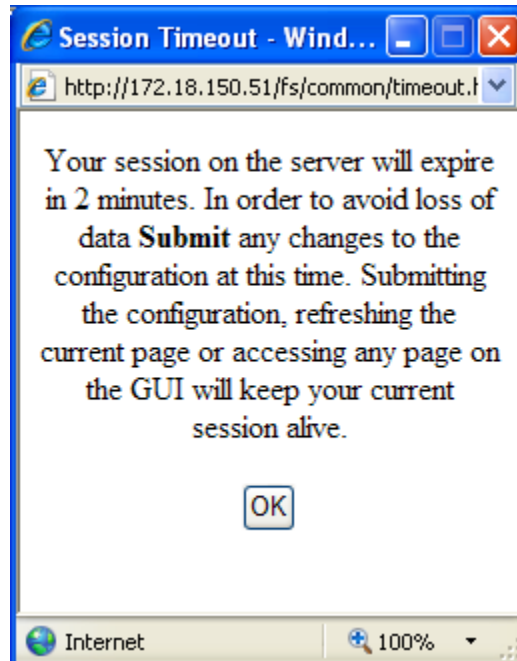 Session Timeout - Wind...
http://172.18.150.51/fs/common/timeout.h
Your session on the server will expire
in 2 minutes. In order to avoid loss of
data Submit any changes to the
configuration at this time. Submitting
the configuration, refreshing the
current page or accessing any page on
the GUI will keep your current
session alive.
OK
Internet
100%